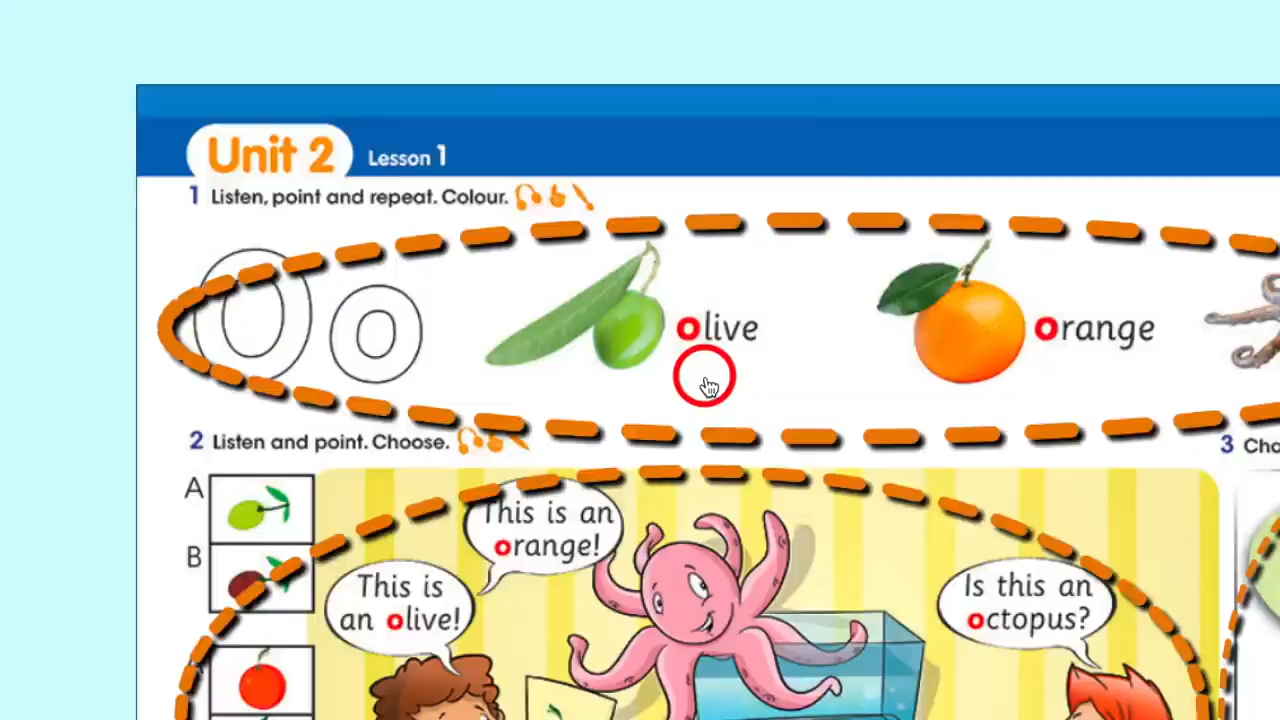 Unit 2 Lesson 1
1 Listen, point and repeat. Colour.
O o
olive
orange
2 Listen and point. Choose.
3
A
B
This is an
orange!
This is
an olive!
Is this an
octopus?